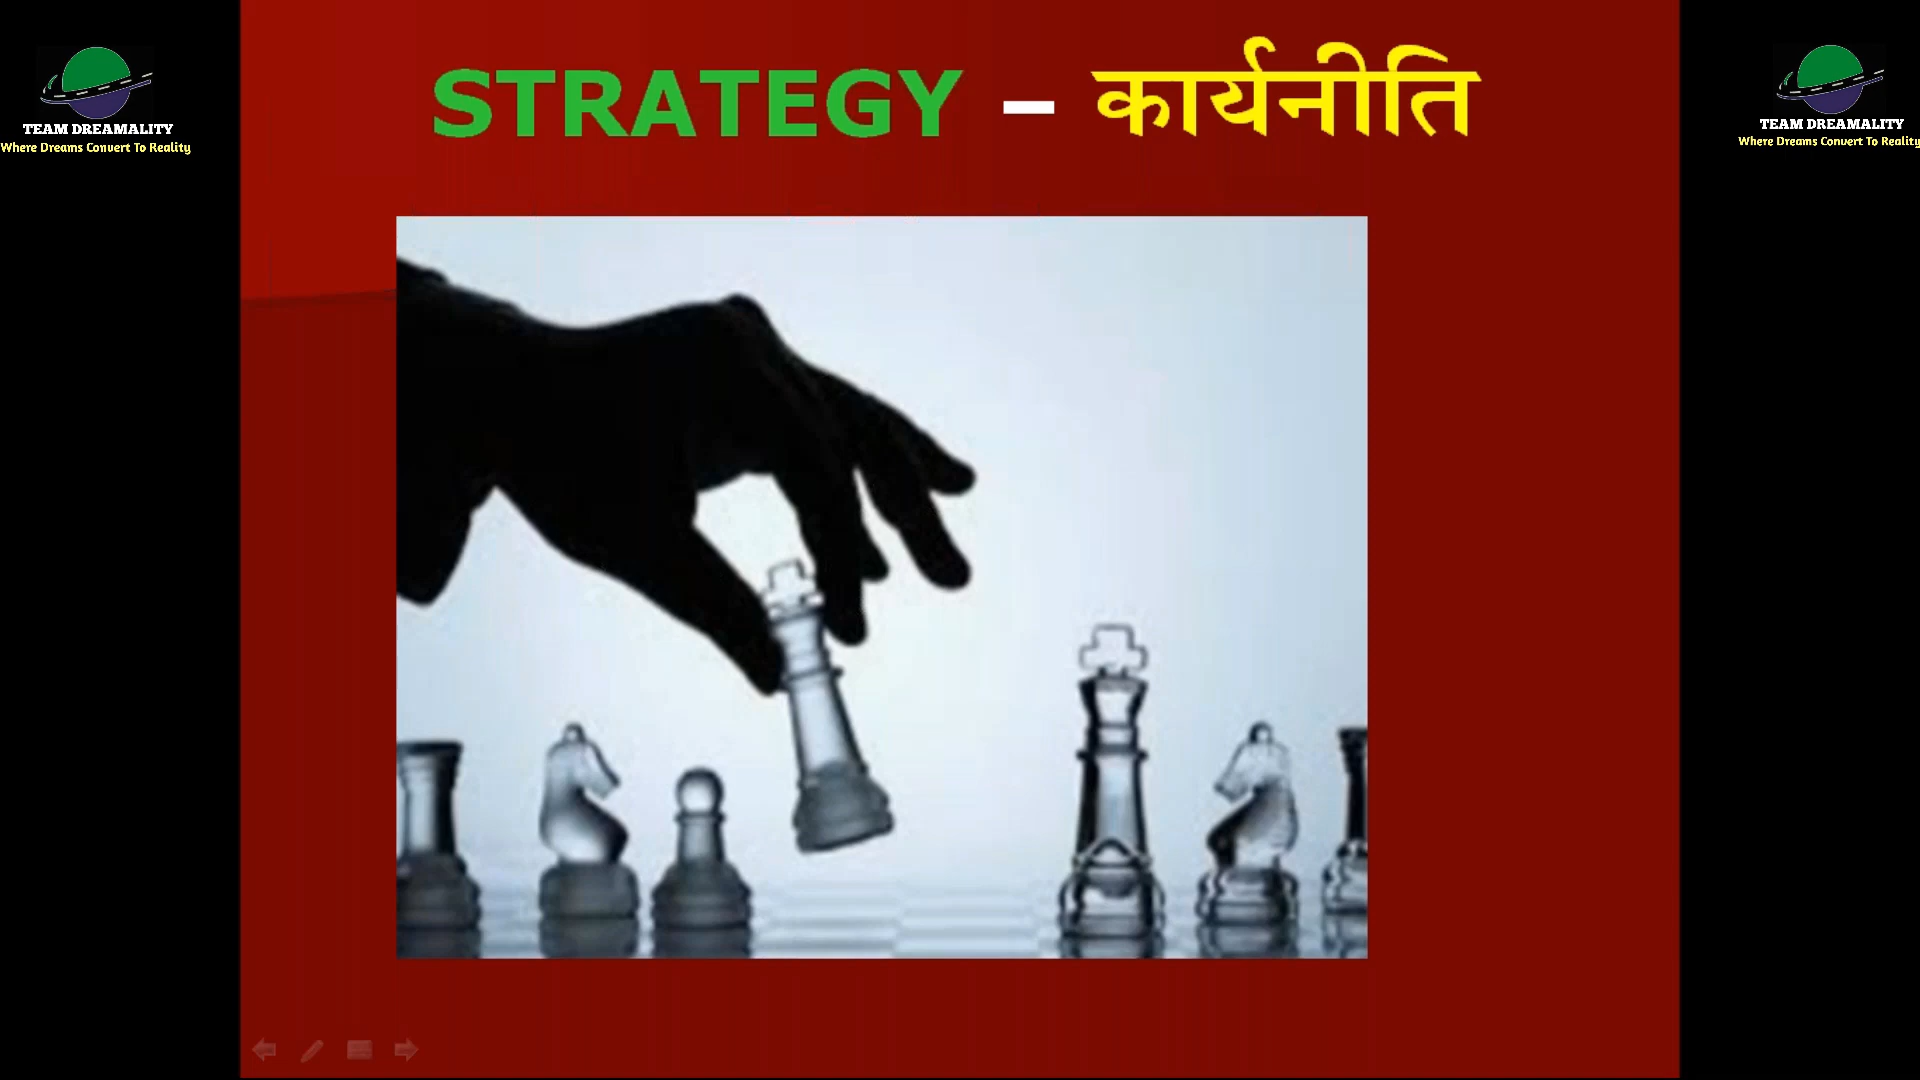 STRATEGY – कार्यनीति
TEAM DREAMALITY
Where Dreams Convert To Reality
TEAM DREAMALITY
Where Dreams Convert To Reality